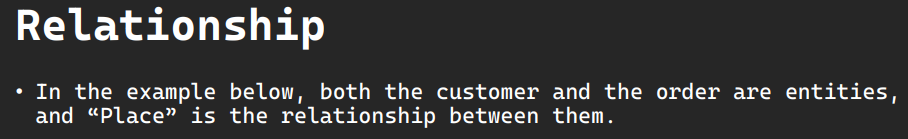 Relationship
• In the example below, both the customer and the order are entities,
and “Place” is the relationship between them.